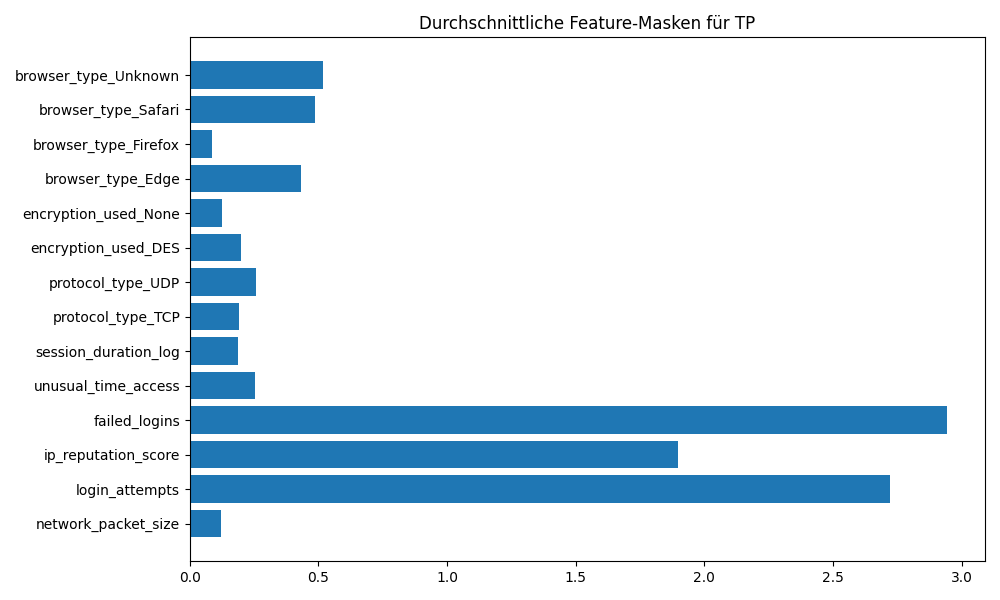 Durchschnittliche Feature-Masken für TP
browser_type_Unknown
browser_type_Safari
browser_type_Firefox
browser_type_Edge
encryption_used_None
encryption_used_DES
protocol_type_UDP
protocol_type_TCP
session_duration_log
unusual_time_access
failed_logins
ip_reputation_score
login_attempts
network_packet_size
0.0 0.5 1.0 1.5 2.0 2.5 3.0